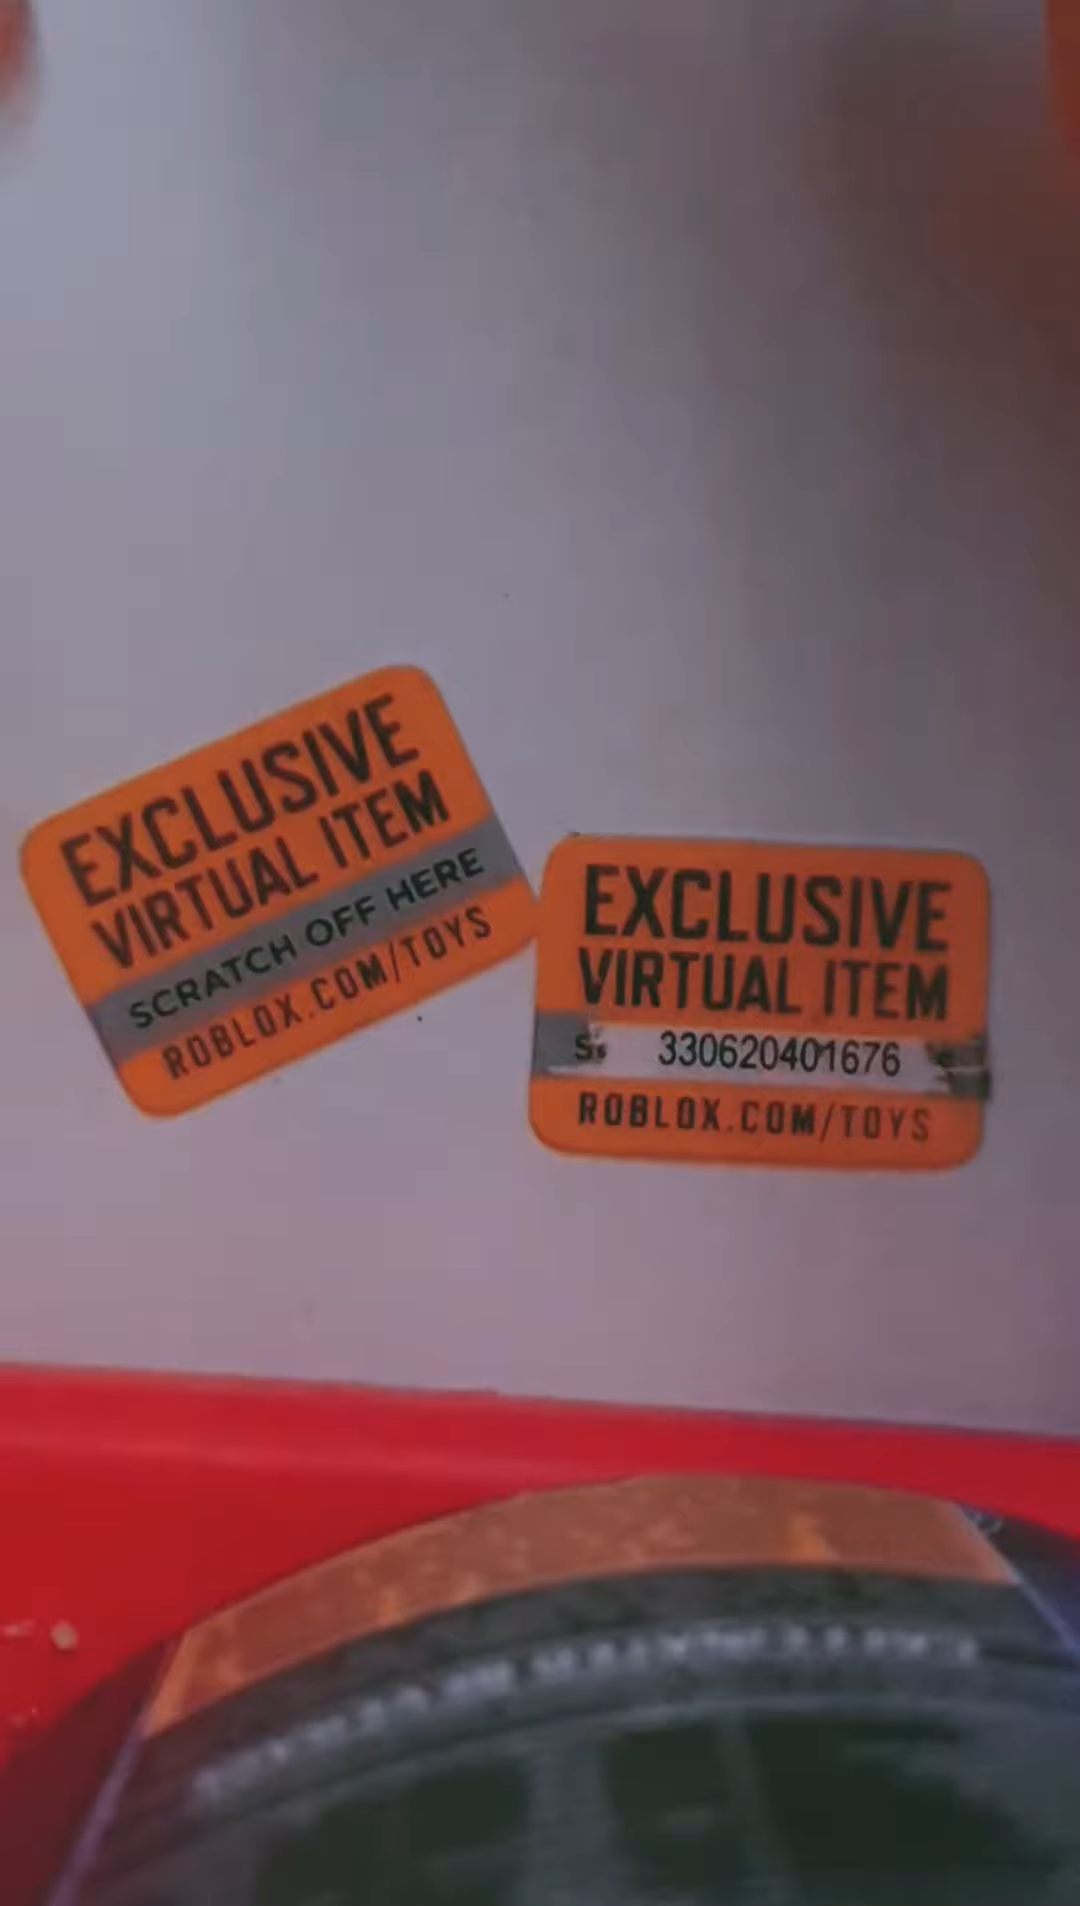 EXCLUSIVE
VIRTUAL ITEM
SCRATCH OFF HERE
ROBLOX.COM/TOYS
EXCLUSIVE
VIRTUAL ITEM
330620401676
ROBLOX.COM/TOYS